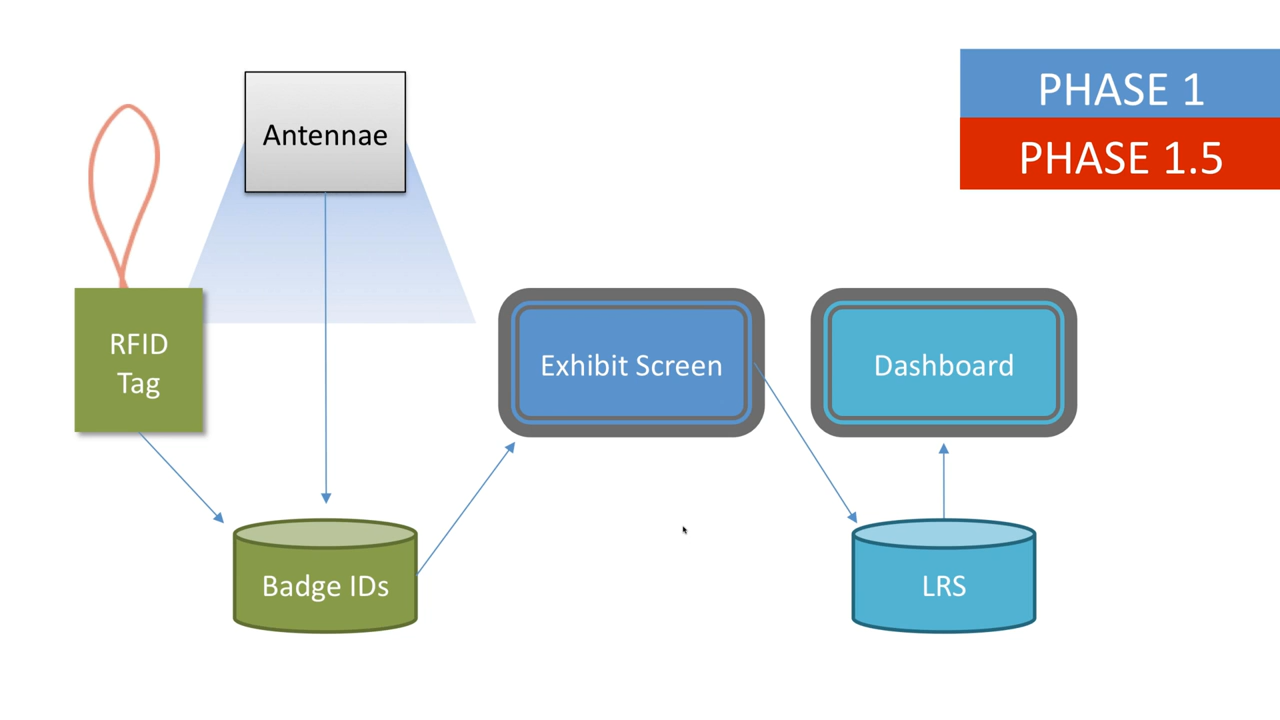 PHASE 1
PHASE 1.5
Antennae
RFID
Tag
Exhibit Screen
Dashboard
Badge IDs
LRS